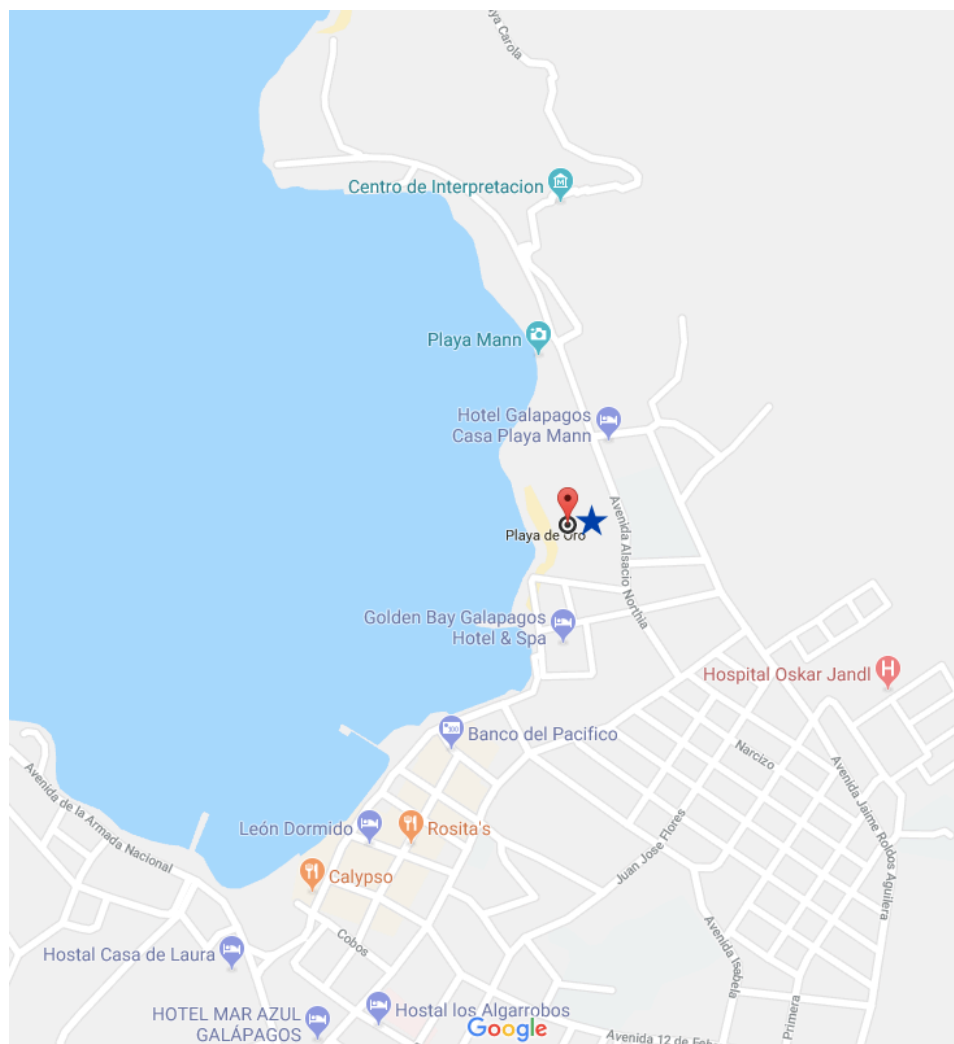 ya Carola
Centro de Interpretacion
Playa Mann
Hotel Galapagos
Casa Playa Mann
Avenida Alsacio Northia
Playa de Oro
Golden Bay Galapagos
Hotel & Spa
Hospital Oskar Jandl
Banco del Pacifico
Narcizo
Avenida de la Armada Nacional
Avenida Jaime Roldos Aguilera
León Dormido
Rosita's
Juan Jose Flores
Calypso
Cobos
Avenida Isabela
Hostal Casa de Laura
Primera
HOTEL MAR AZUL
GALÁPAGOS
Hostal los Algarrobos
Google
Avenida 12 de Feb